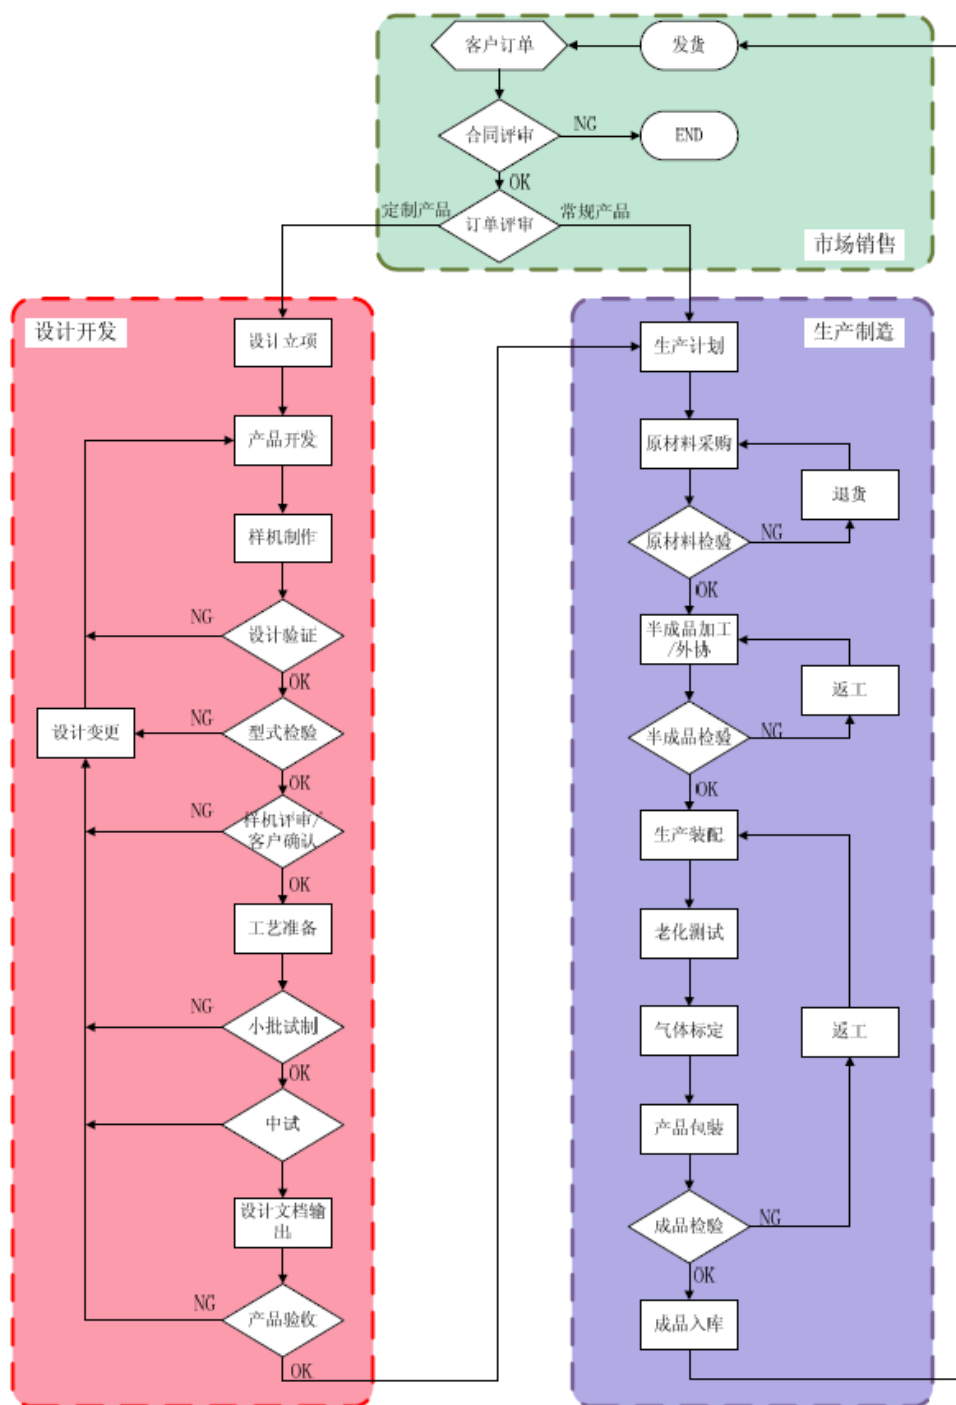 客户订单
发货
合同评审
NG
END
OK
定制产品
订单评审
常规产品
市场销售
设计开发
设计立项
产品开发
样机制作
NG
设计验证
OK
设计变更
NG
型式检验
OK
NG
样机评审/
客户确认
OK
工艺准备
NG
小批试制
OK
中试
设计文档输
出
NG
产品验收
OK
生产制造
生产计划
原材料采购
退货
原材料检验
NG
OK
半成品加工
/外协
返工
半成品检验
NG
OK
生产装配
老化测试
气体标定
返工
产品包装
成品检验
NG
OK
成品入库